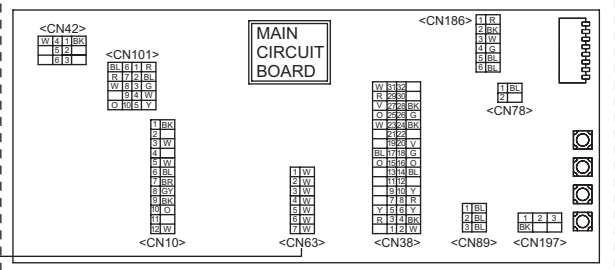 <CN42>
W 4 1 BK
5 2
6 3
<CN101>
BL 6 1 R
R 7 2 BL
W 8 3 G
9 4 W
O 10 5 Y
MAIN
CIRCUIT
BOARD
<CN186>
1 R
2 BK
3 W
4 G
5 BL
6 BL
1 BL
2
<CN78>
1 BK
2
3 W
4
5 W
6 BL
7 BR
8 GY
9 BK
10 O
11
12 W
<CN10>
1 W
2 W
3 W
4 W
5 W
6 W
7 W
<CN63>
W 31 32
R 29 30
V 27 28 BK
O 25 26 G
W 23 24 BK
21 22
19 20 V
BL 17 18 G
O 15 16 O
13 14 BL
11 12
9 10 Y
7 8 R
Y 5 6 Y
R 3 4 BK
1 2 W
<CN38>
1 BL
2 BL
3 BL
<CN89>
1 2 3
BK
<CN197>